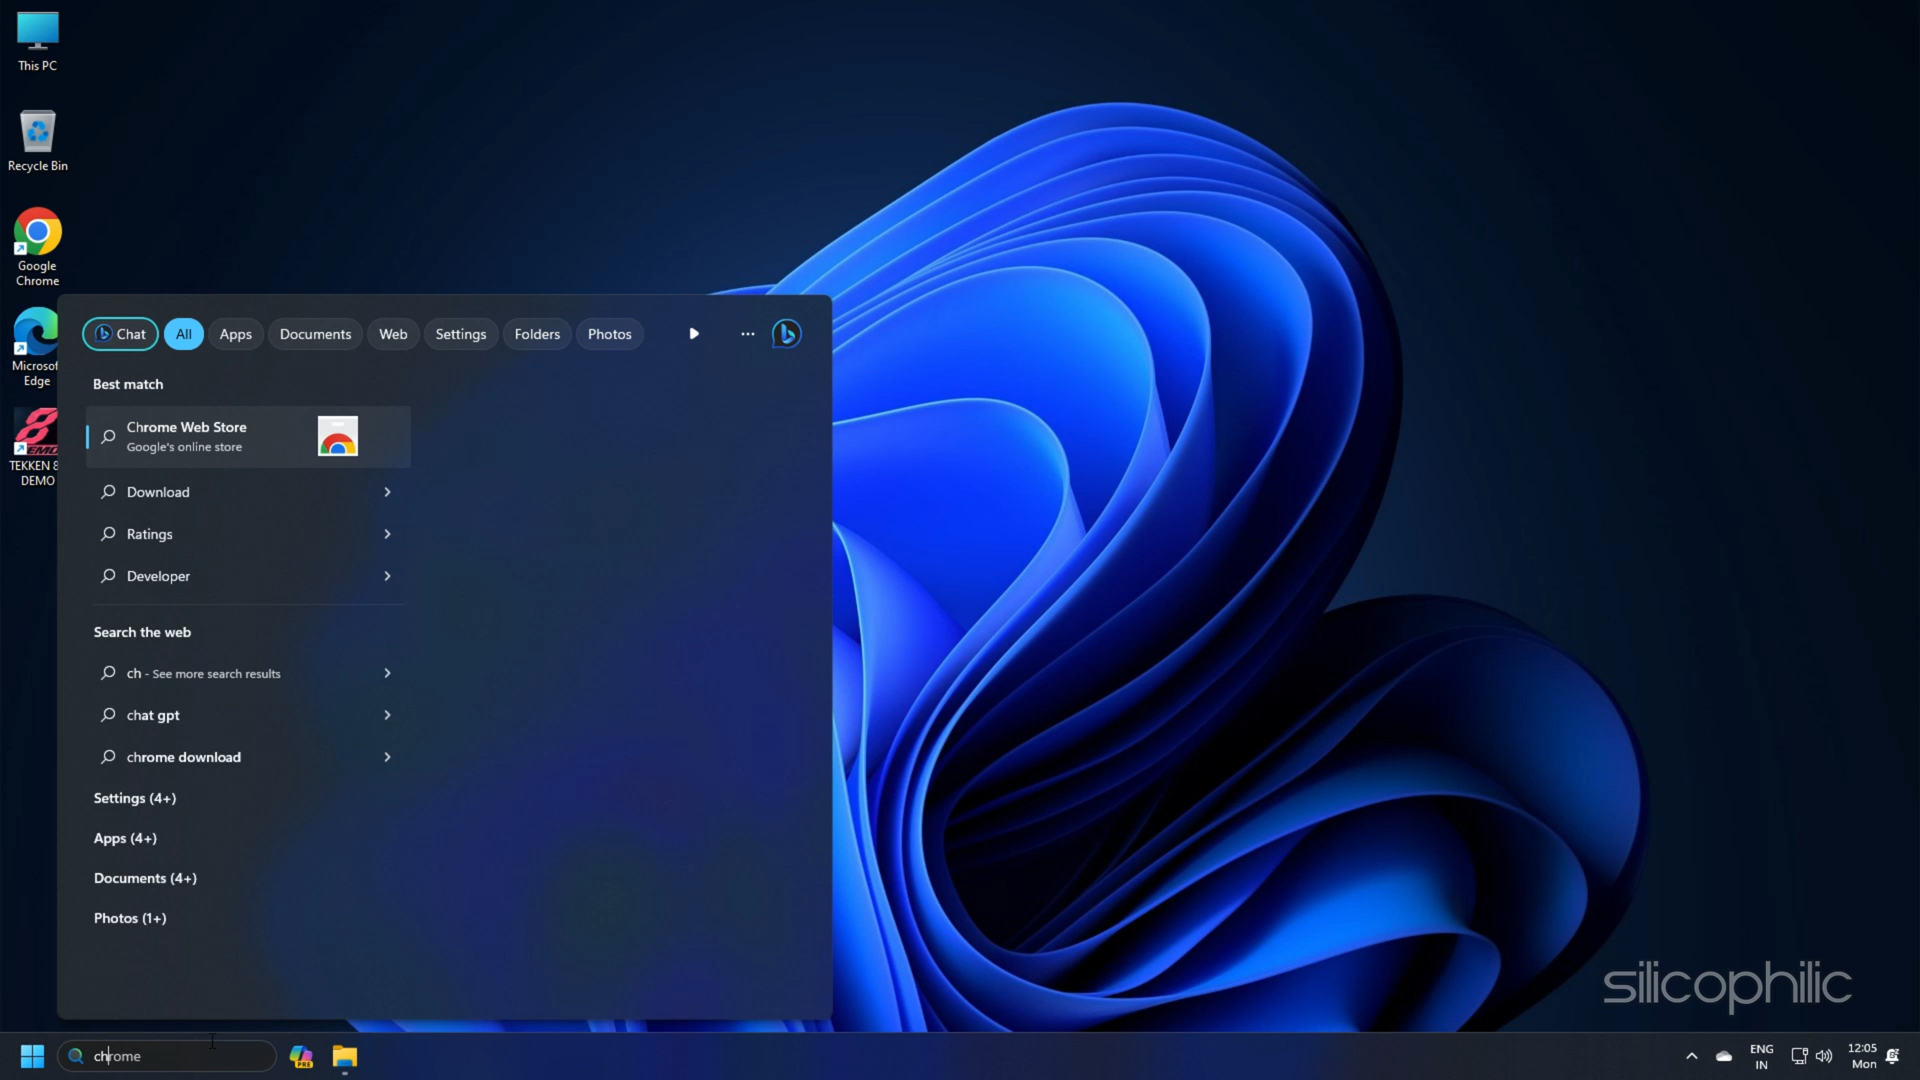 This PC
Recycle Bin
Google
Chrome
Microsof
Edge
TEKKEN 8
DEMO
Chat
All
Apps
Documents
Web
Settings
Folders
Photos
Best match
Chrome Web Store
Google's online store
Download
Ratings
Developer
Search the web
ch - See more search results
chat gpt
chrome download
Settings (4+)
Apps (4+)
Documents (4+)
Photos (1+)
silicophilic
chrome
PRE
ENG
IN
12:05
Mon